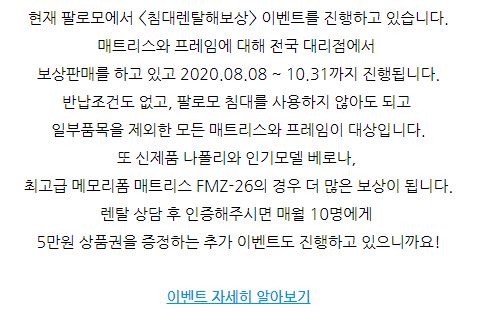 현재 팔로모에서 <침대렌탈해보상> 이벤트를 진행하고 있습니다.
매트리스와 프레임에 대해 전국 대리점에서
보상판매를 하고 있고 2020.08.08 ~ 10.31까지 진행됩니다.
반납조건도 없고, 팔로모 침대를 사용하지 않아도 되고
일부품목을 제외한 모든 매트리스와 프레임이 대상입니다.
또 신제품 나폴리와 인기모델 베로나,
최고급 메모리폼 매트리스 FMZ-26의 경우 더 많은 보상이 됩니다.
렌탈 상담 후 인증해주시면 매월 10명에게
5만원 상품권을 증정하는 추가 이벤트도 진행하고 있으니까요!
이벤트 자세히 알아보기